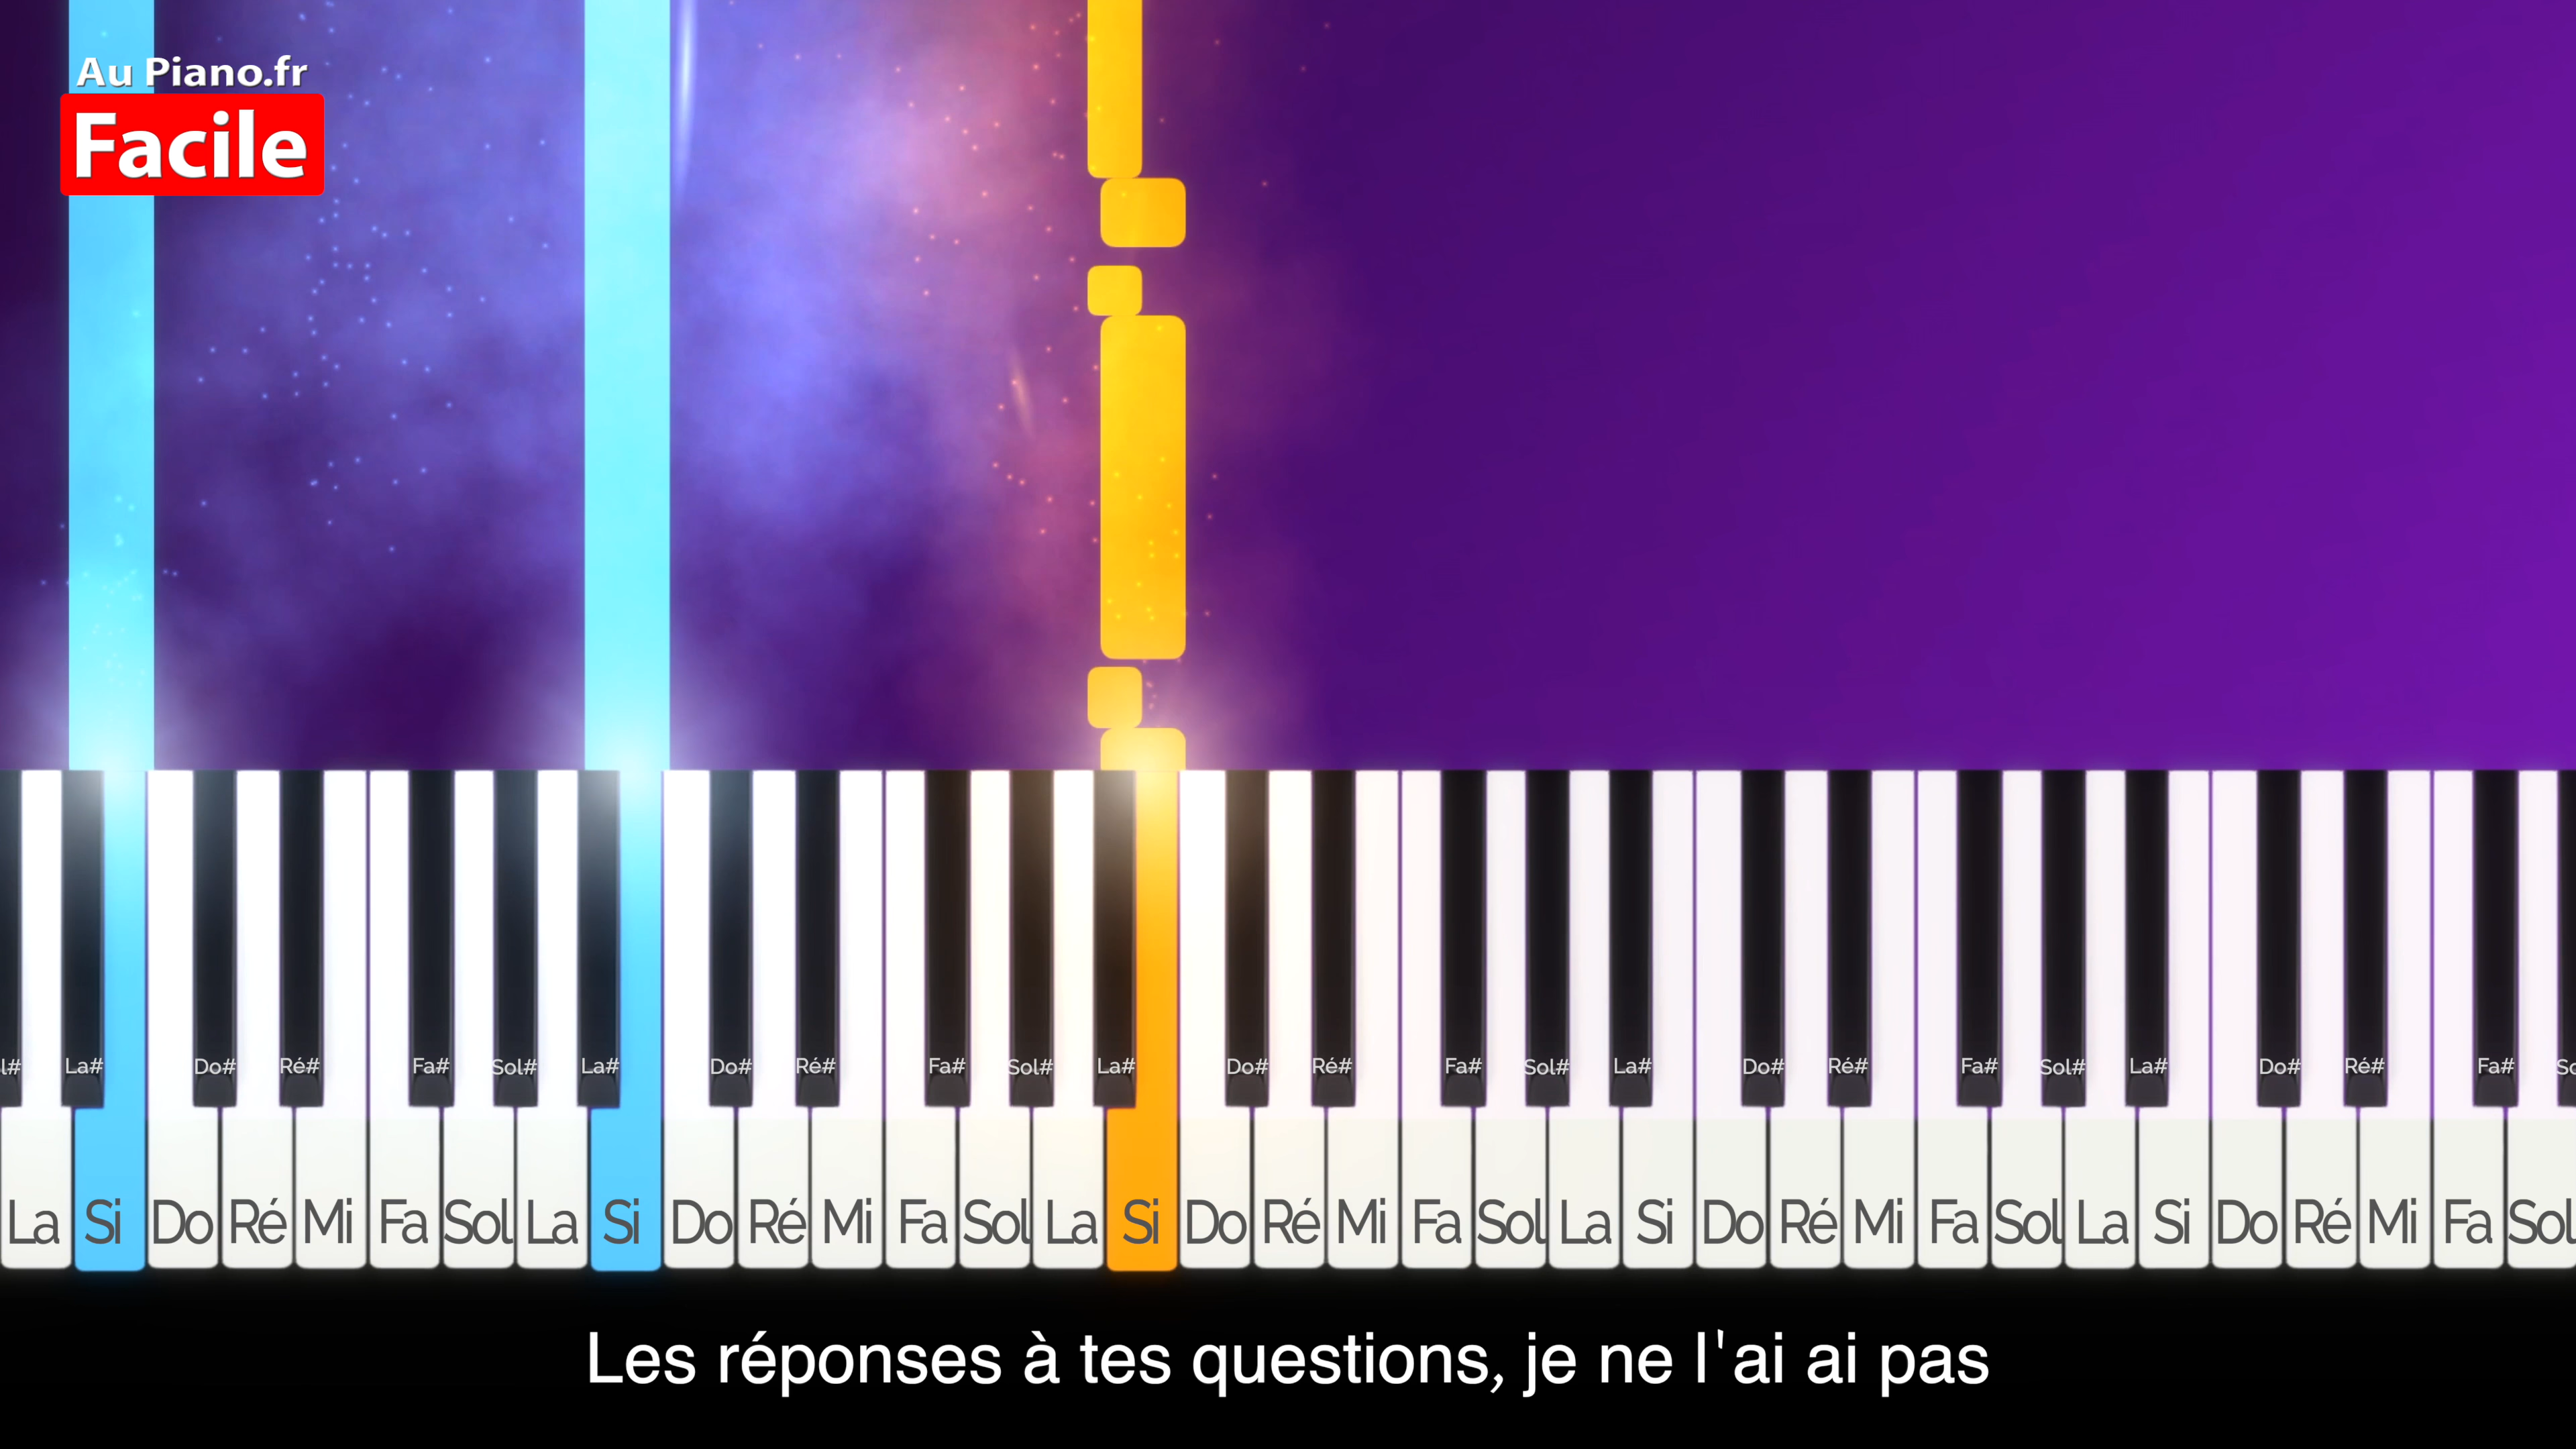 Au Piano.fr
Facile
l# La# Do# Ré# Fa# Sol# La# Do# Ré# Fa# Sol# La# Do# Ré# Fa# Sol# La# Do# Ré# Fa# Sol# La# Do# Ré# Fa# So
La Si Do Ré Mi Fa Sol La Si Do Ré Mi Fa Sol La Si Do Ré Mi Fa Sol La Si Do Ré Mi Fa Sol La Si Do Ré Mi Fa Sol
Les réponses à tes questions, je ne l'ai ai pas